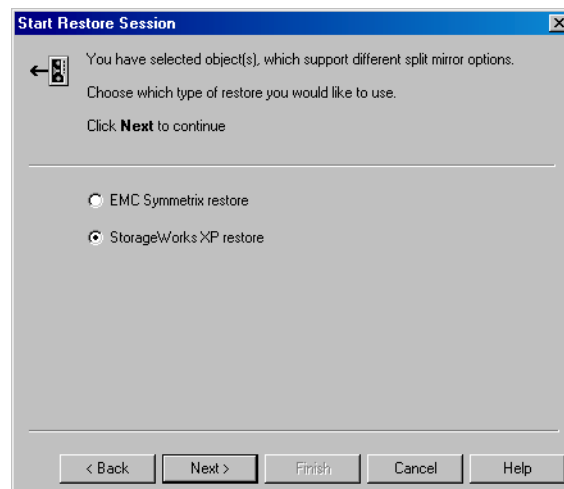 Start Restore Session
You have selected object(s), which support different split mirror options.
Choose which type of restore you would like to use.
Click Next to continue
EMC Symmetrix restore
StorageWorks XP restore
< Back
Next >
Finish
Cancel
Help